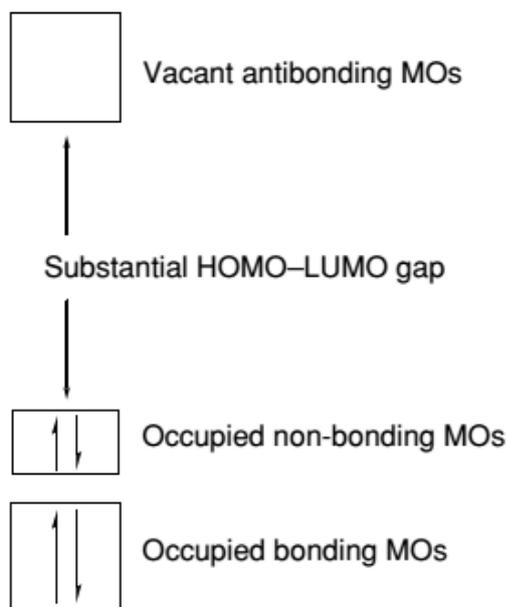 Vacant antibonding MOs
Substantial HOMO–LUMO gap
Occupied non-bonding MOs
Occupied bonding MOs